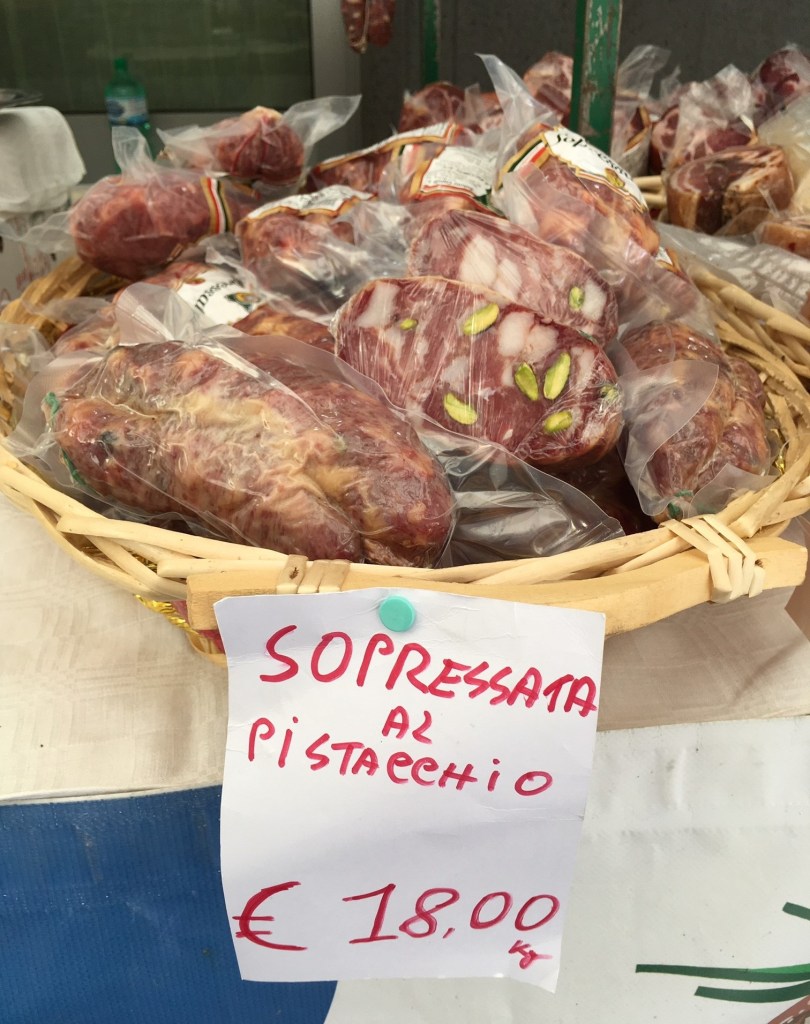 SOPRESSATA
AL
PISTACCHIO
€ 18,00
Kg